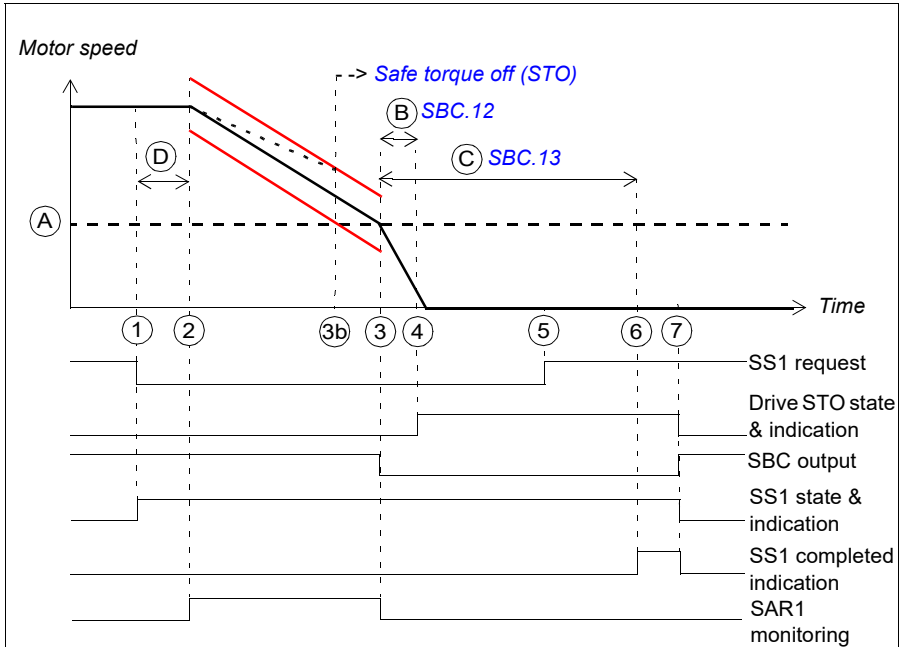 Motor speed
--> Safe torque off (STO)
B SBC.12
D
C SBC.13
A
Time
1 2 3b 3 4 5 6 7
SS1 request
Drive STO state
& indication
SBC output
SS1 state &
indication
SS1 completed
indication
SAR1
monitoring